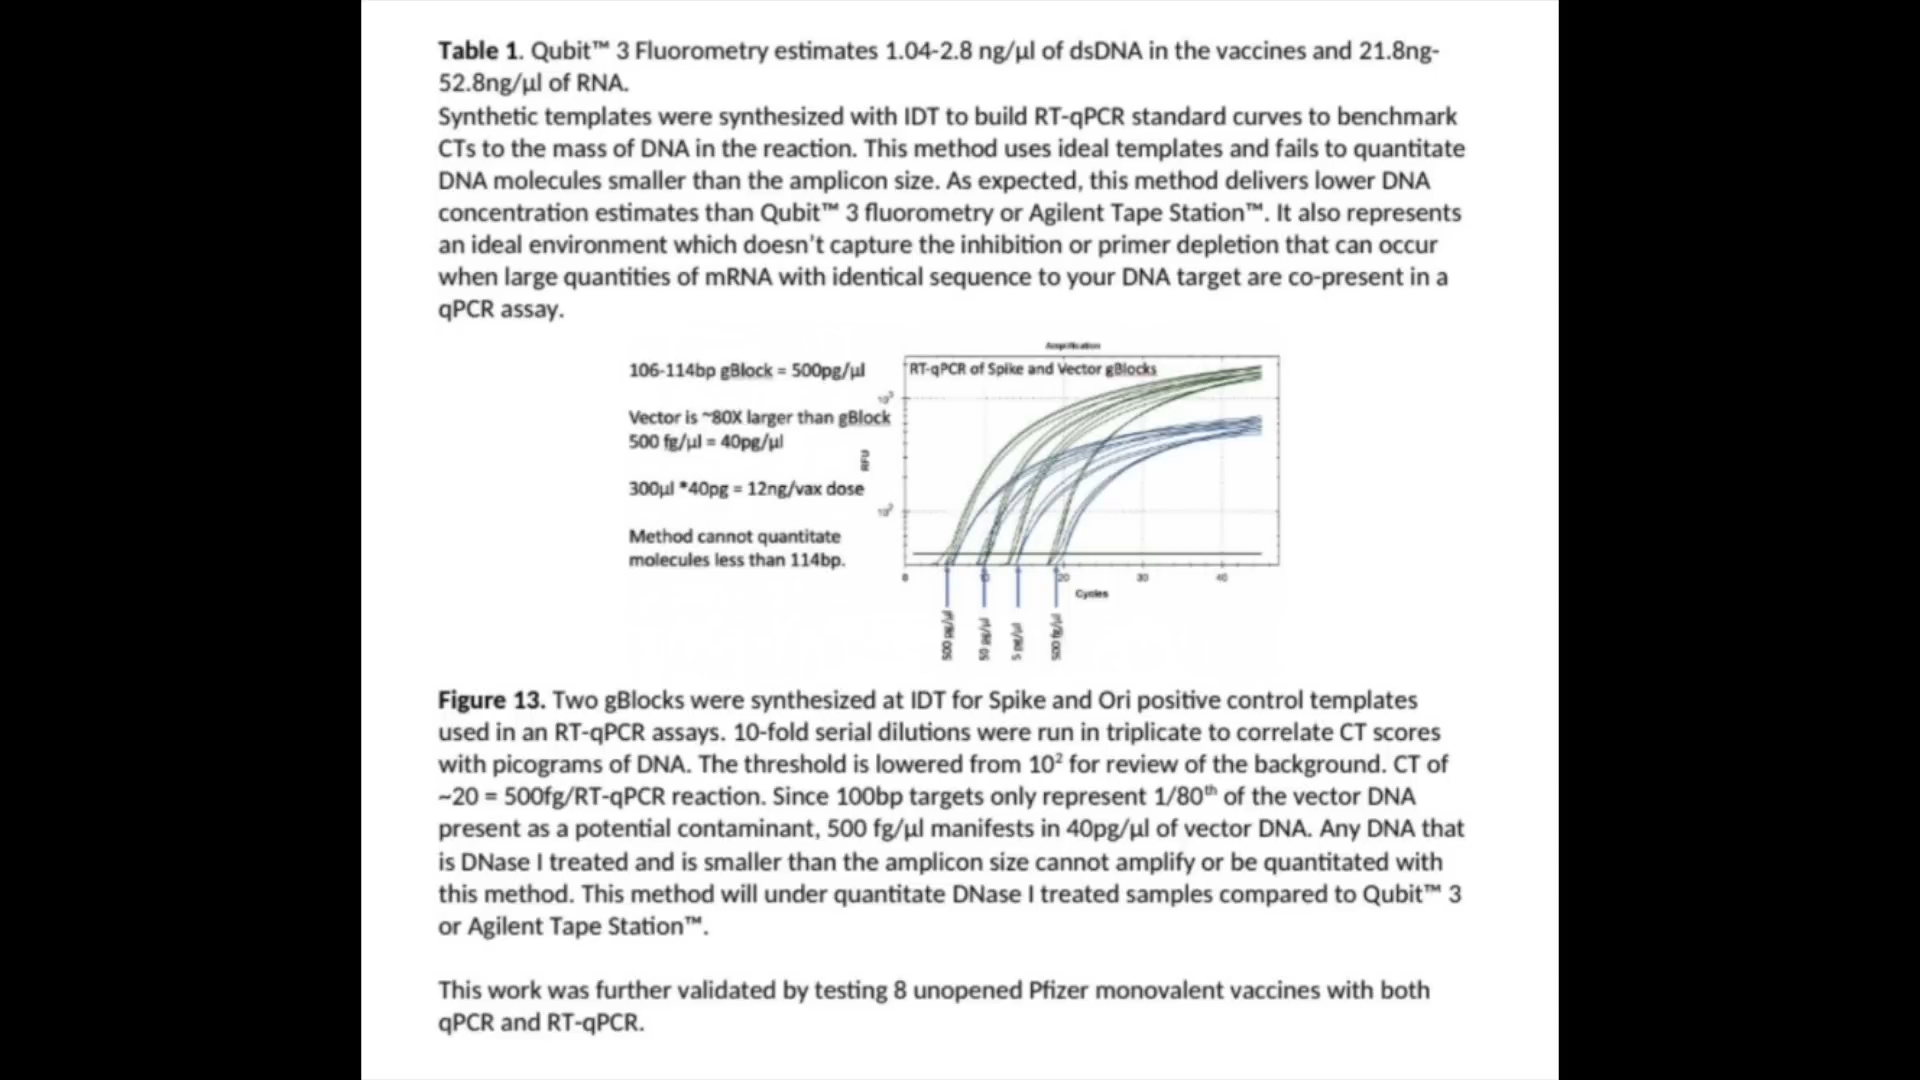 Table 1. Qubit™ 3 Fluorometry estimates 1.04-2.8 ng/µl of dsDNA in the vaccines and 21.8ng-
52.8ng/µl of RNA.
Synthetic templates were synthesized with IDT to build RT-qPCR standard curves to benchmark
CTs to the mass of DNA in the reaction. This method uses ideal templates and fails to quantitate
DNA molecules smaller than the amplicon size. As expected, this method delivers lower DNA
concentration estimates than Qubit™ 3 fluorometry or Agilent Tape Station™. It also represents
an ideal environment which doesn't capture the inhibition or primer depletion that can occur
when large quantities of mRNA with identical sequence to your DNA target are co-present in a
qPCR assay.
106-114bp gBlock = 500pg/µl
Vector is ~80X larger than gBlock
500 fg/µl = 40pg/µl
300µl *40pg = 12ng/vax dose
Method cannot quantitate
molecules less than 114bp.
Amplification
RT-qPCR of Spike and Vector gBlocks
10³
RFU
10²
0 10 20 30 40
Cycles
500 pg/µl
50 pg/µl
5 pg/µl
500 fg/µl
Figure 13. Two gBlocks were synthesized at IDT for Spike and Ori positive control templates
used in an RT-qPCR assays. 10-fold serial dilutions were run in triplicate to correlate CT scores
with picograms of DNA. The threshold is lowered from 10² for review of the background. CT of
~20 = 500fg/RT-qPCR reaction. Since 100bp targets only represent 1/80th of the vector DNA
present as a potential contaminant, 500 fg/µl manifests in 40pg/µl of vector DNA. Any DNA that
is DNase I treated and is smaller than the amplicon size cannot amplify or be quantitated with
this method. This method will under quantitate DNase I treated samples compared to Qubit™ 3
or Agilent Tape Station™.
This work was further validated by testing 8 unopened Pfizer monovalent vaccines with both
qPCR and RT-qPCR.